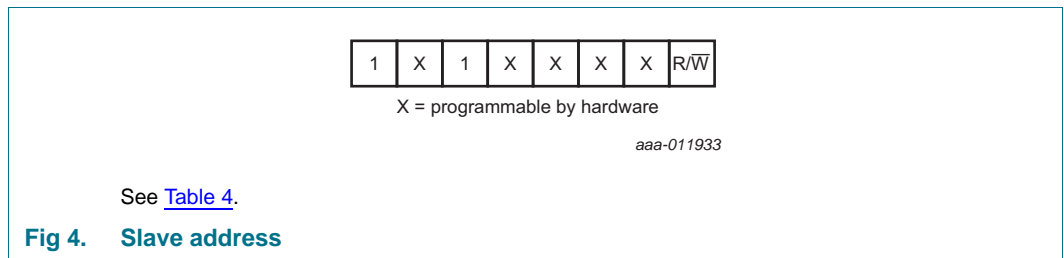 1 X 1 X X X X R/W̅
X = programmable by hardware
aaa-011933
See Table 4.
Fig 4. Slave address